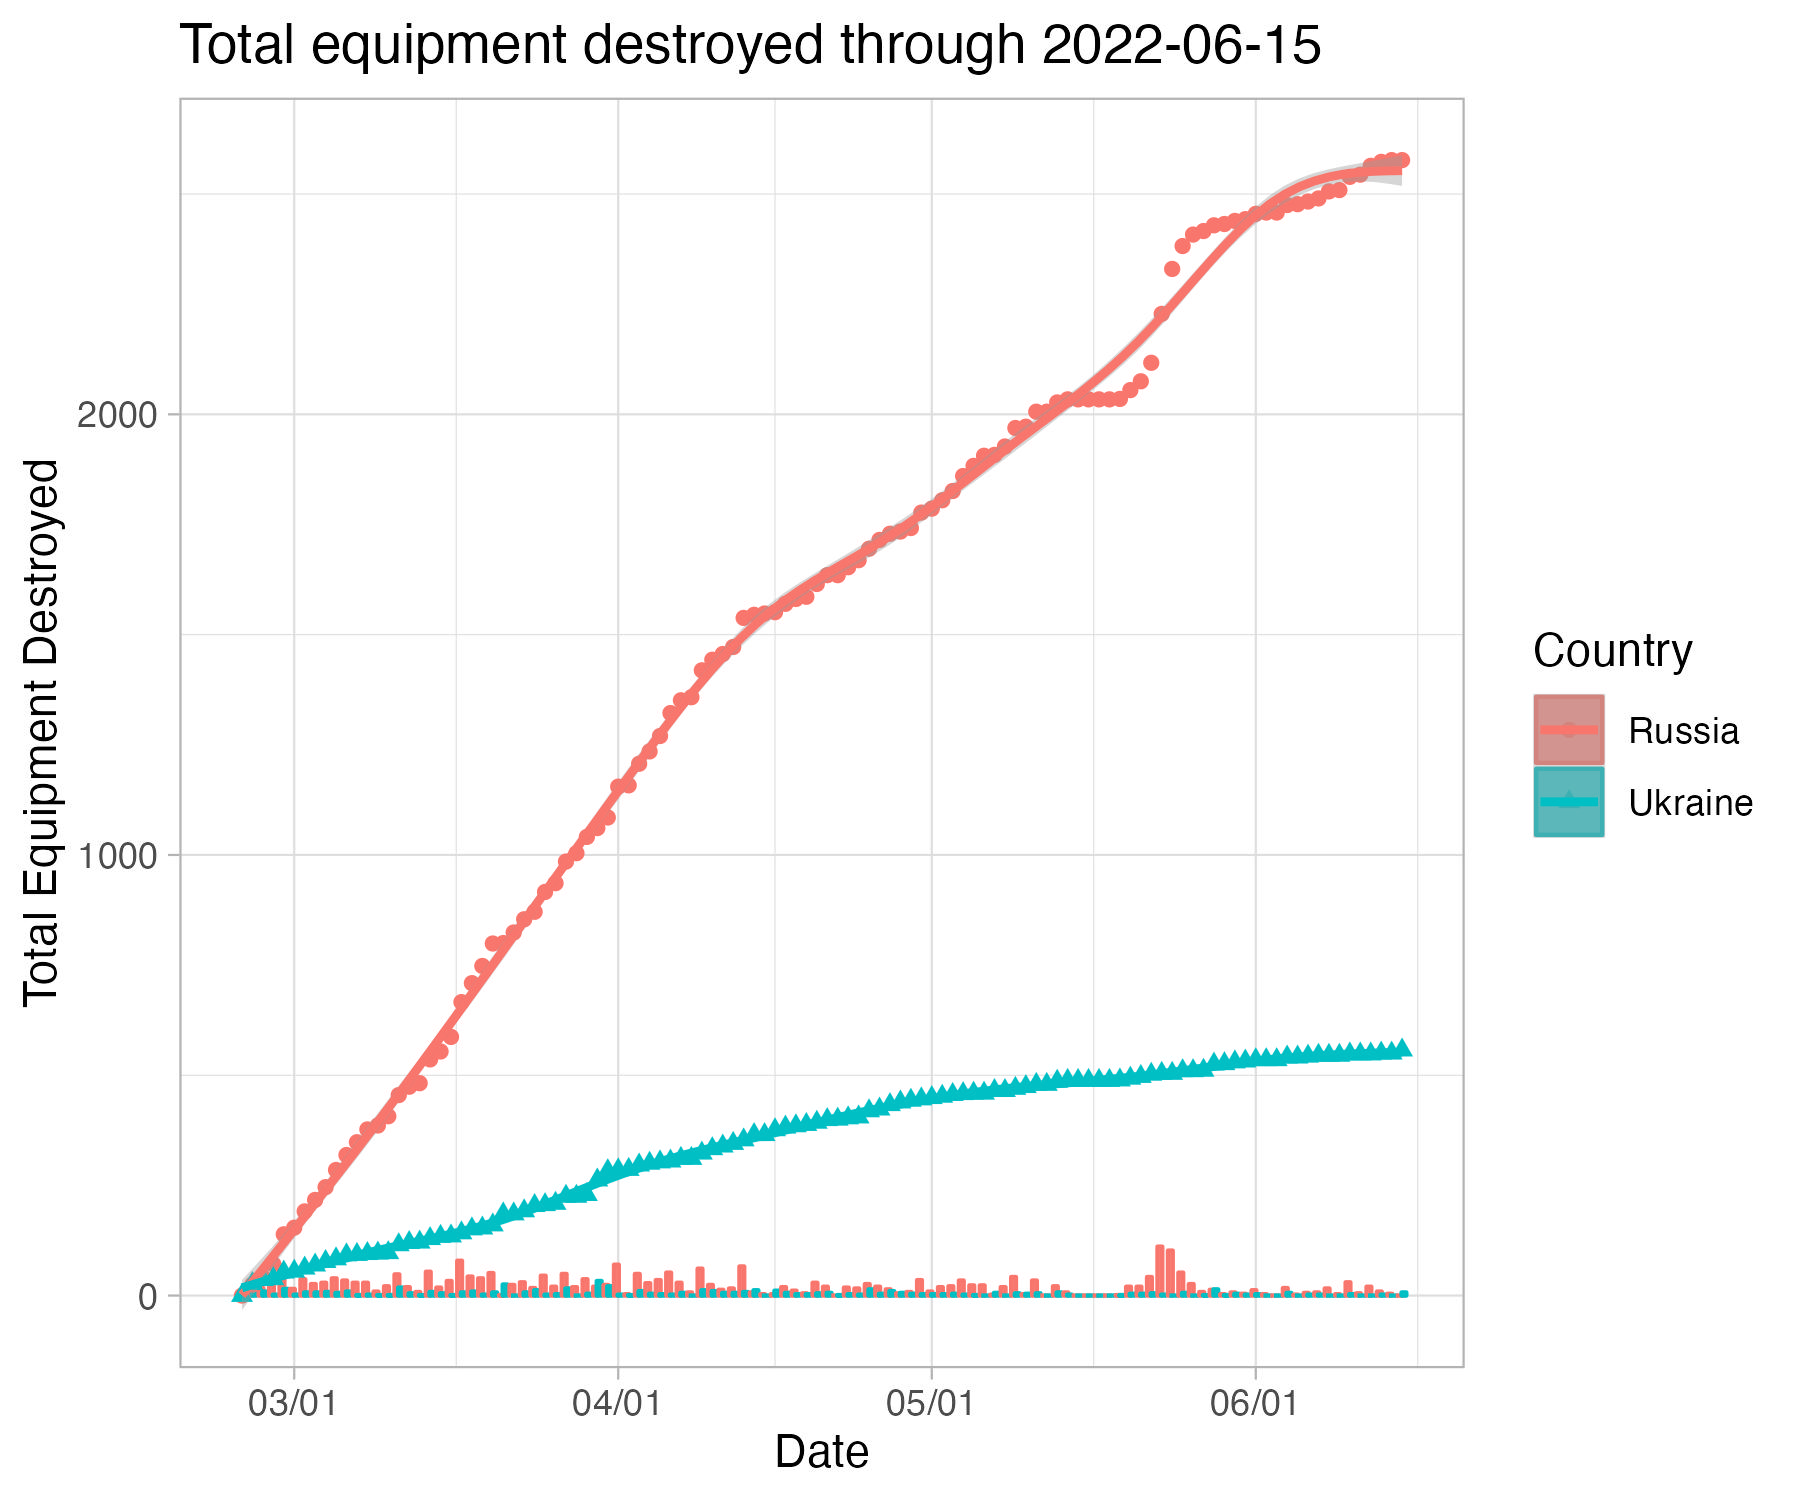 Total equipment destroyed through 2022-06-15
Total Equipment Destroyed
2000
1000
0
03/01
04/01
05/01
06/01
Date
Country
Russia
Ukraine